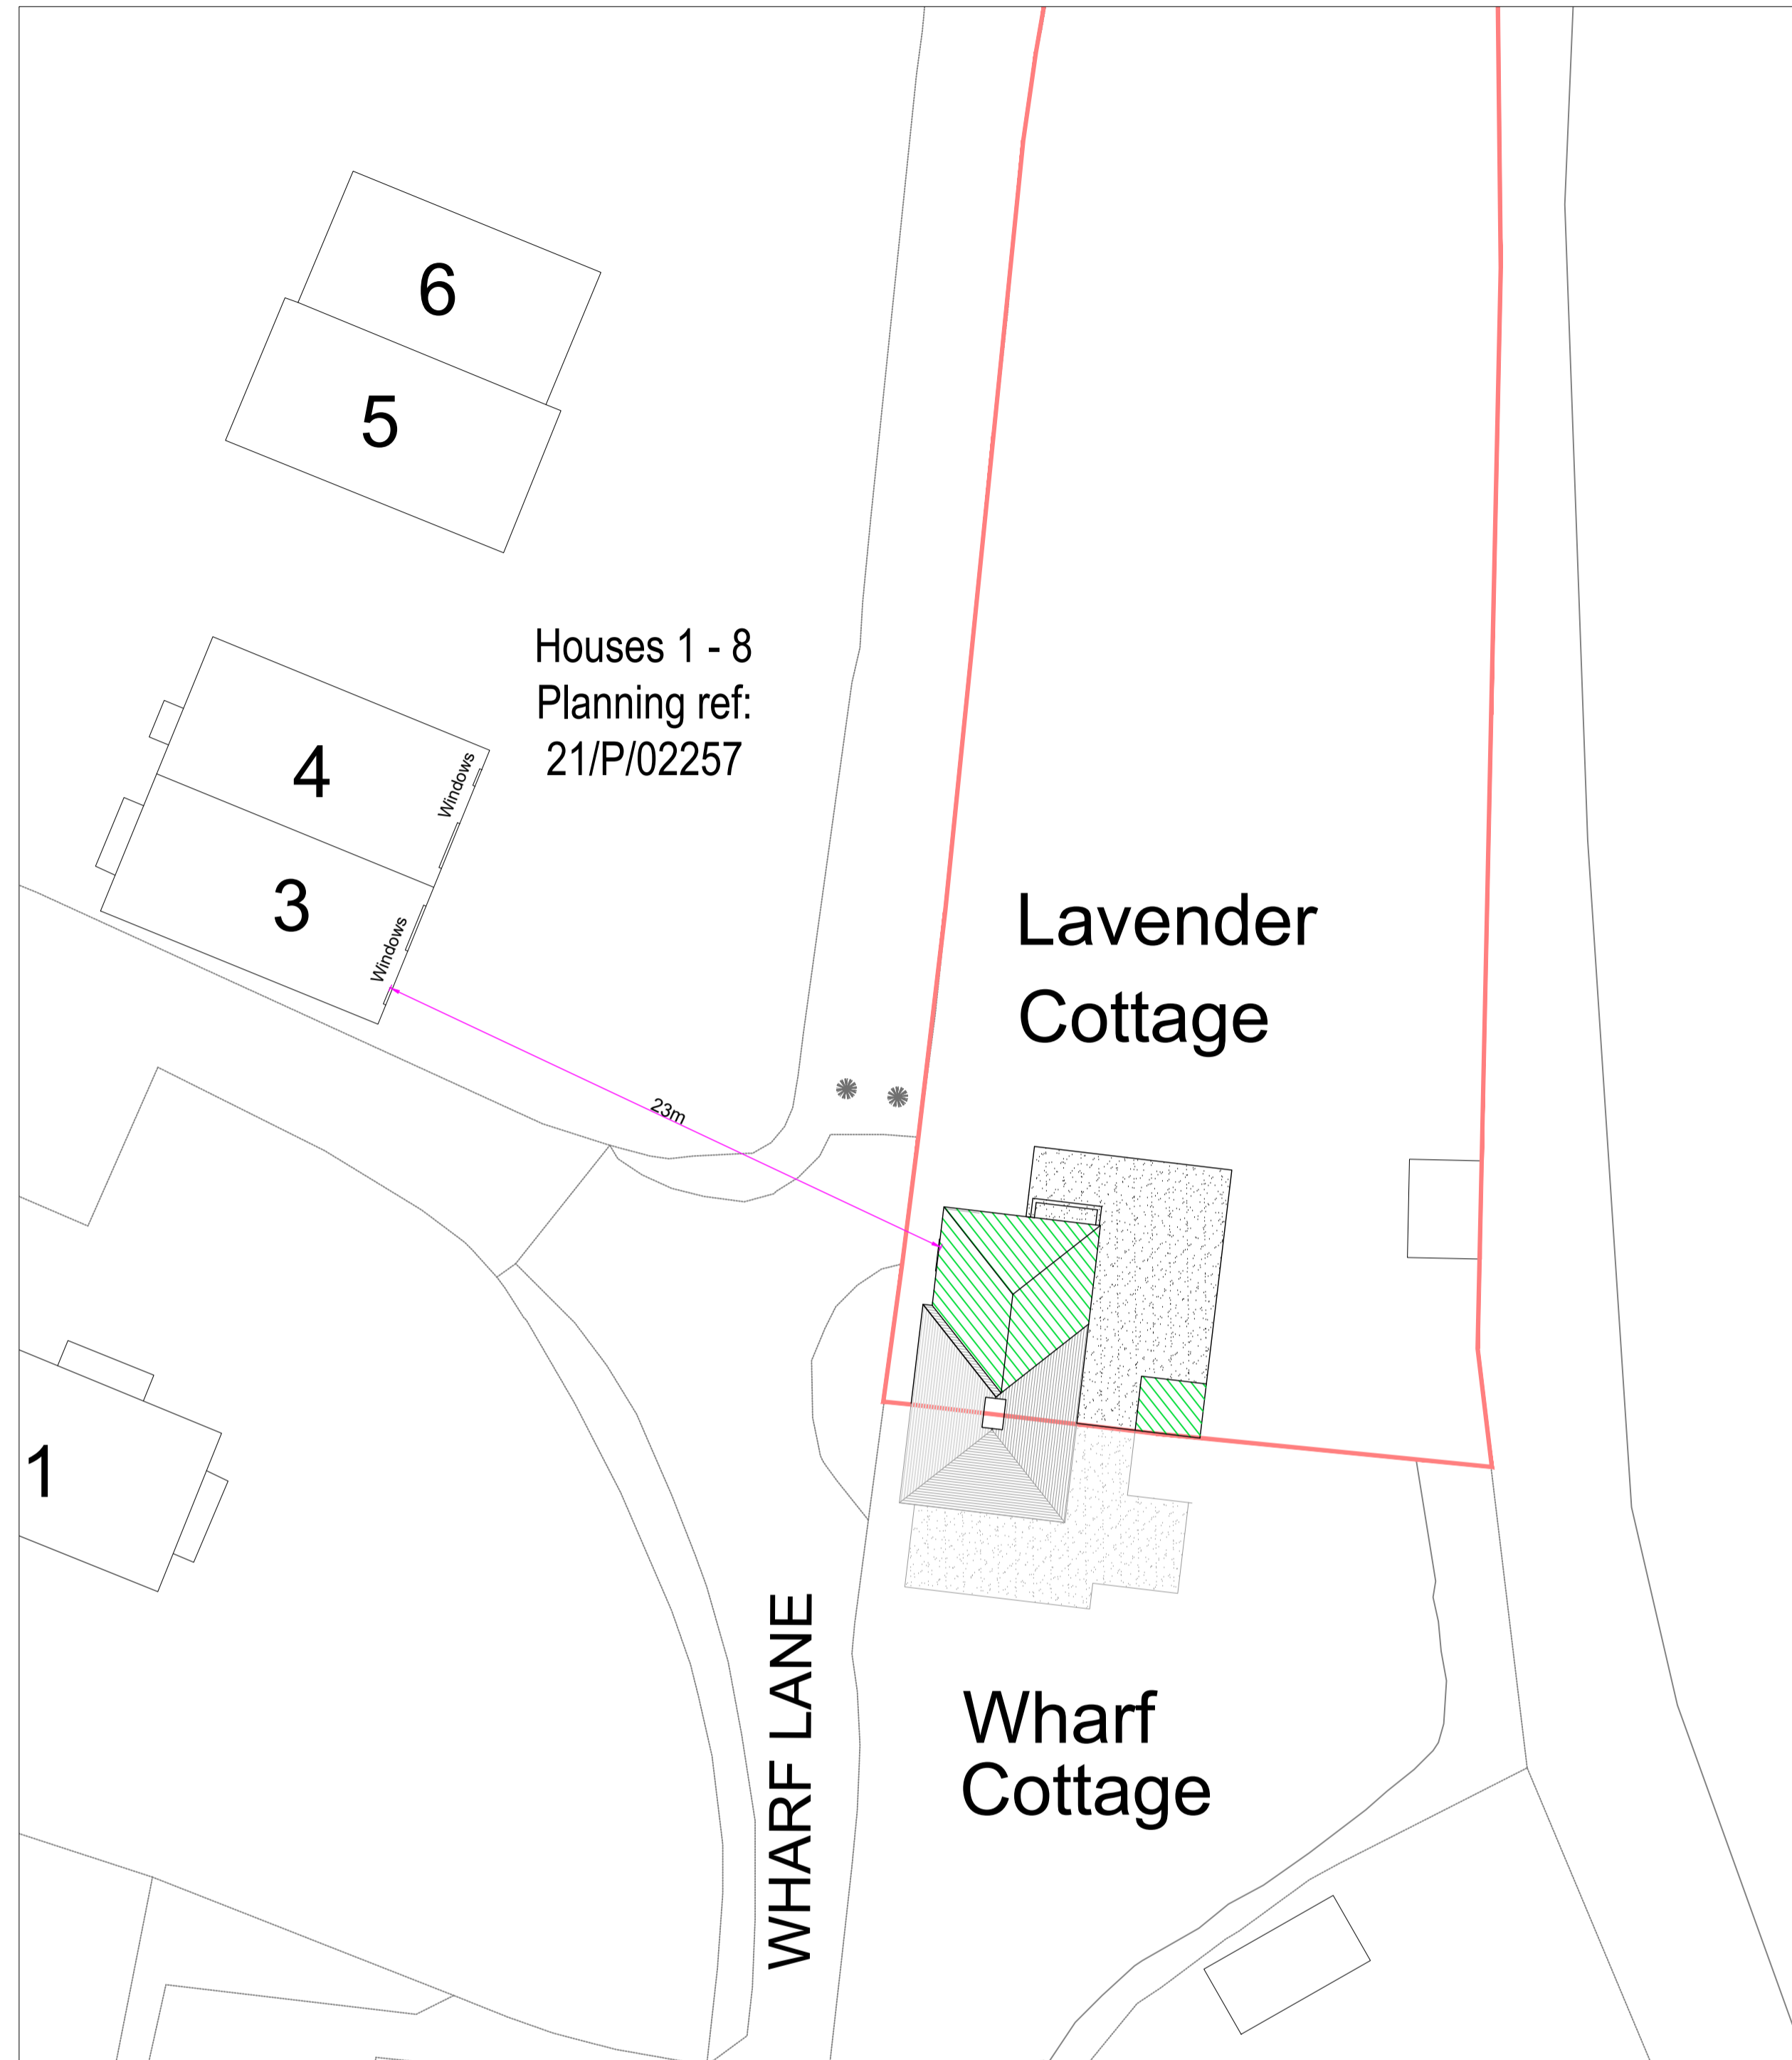 6
5
Houses 1 - 8
Planning ref:
21/P/02257
4
Windows
3
Windows
Lavender
Cottage
23m
1
WHARF LANE
Wharf
Cottage